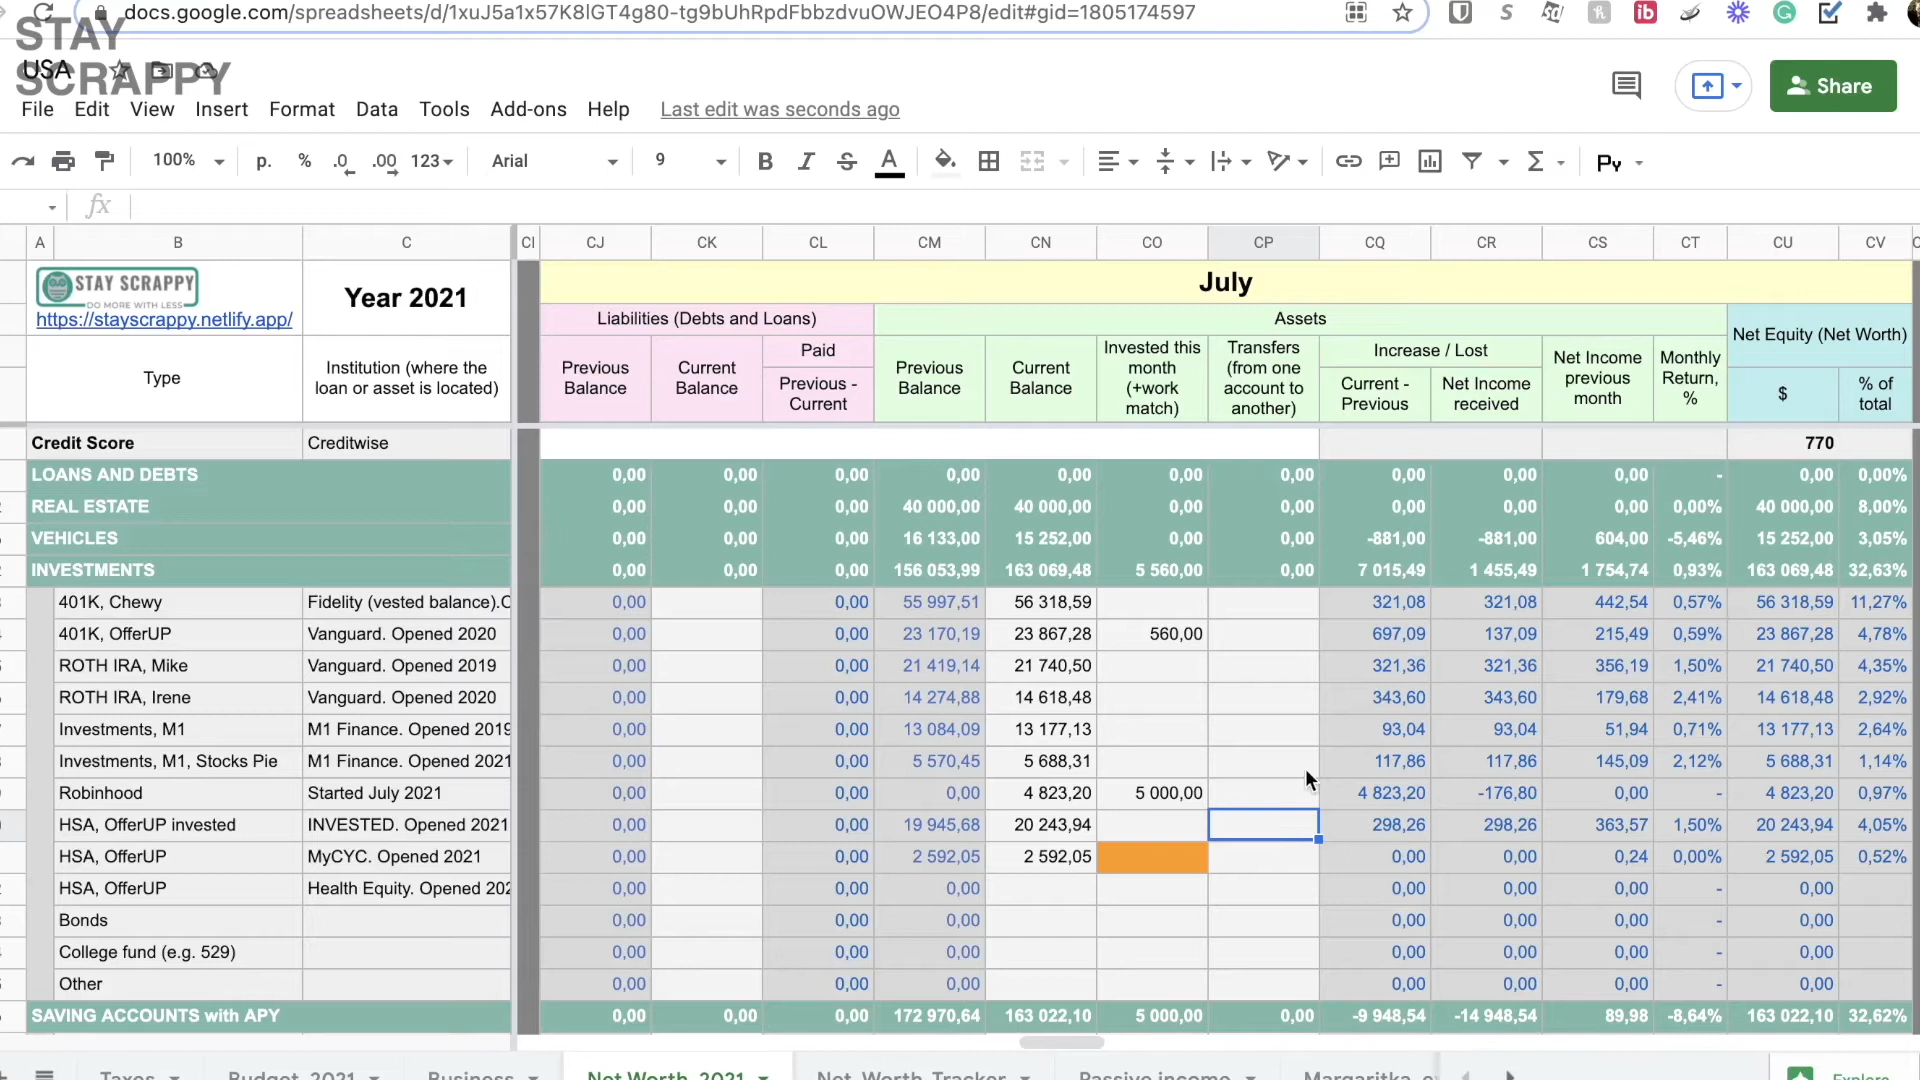 docs.google.com/spreadsheets/d/1xuJ5a1x57K8lGT4g80-tg9bUhRpdFbbzdvuOWJEO4P8/edit#gid=1805174597
STAY
SCRAPPY
USA
File Edit View Insert Format Data Tools Add-ons Help Last edit was seconds ago
Share
100% p. % .0 .00 123 Arial 9 B I S A Σ Py
fx
A B C CI CJ CK CL CM CN CO CP CQ CR CS CT CU CV
STAY SCRAPPY
DO MORE WITH LESS
https://stayscrappy.netlify.app/
Year 2021
July
Liabilities (Debts and Loans) Assets Net Equity (Net Worth)
Type
Institution (where the
loan or asset is located)
Previous
Balance
Current
Balance
Paid
Previous -
Current
Previous
Balance
Current
Balance
Invested this
month
(+work
match)
Transfers
(from one
account to
another)
Increase / Lost
Current -
Previous
Net Income
received
Net Income
previous
month
Monthly
Return,
%
$
% of
total
Credit Score Creditwise 770
LOANS AND DEBTS 0,00 0,00 0,00 0,00 0,00 0,00 0,00 0,00 0,00 0,00 - 0,00 0,00%
REAL ESTATE 0,00 0,00 0,00 40 000,00 40 000,00 0,00 0,00 0,00 0,00 0,00 0,00% 40 000,00 8,00%
VEHICLES 0,00 0,00 0,00 16 133,00 15 252,00 0,00 0,00 -881,00 -881,00 604,00 -5,46% 15 252,00 3,05%
INVESTMENTS 0,00 0,00 0,00 156 053,99 163 069,48 5 560,00 0,00 7 015,49 1 455,49 1 754,74 0,93% 163 069,48 32,63%
401K, Chewy Fidelity (vested balance).C 0,00 0,00 55 997,51 56 318,59 321,08 321,08 442,54 0,57% 56 318,59 11,27%
401K, OfferUP Vanguard. Opened 2020 0,00 0,00 23 170,19 23 867,28 560,00 697,09 137,09 215,49 0,59% 23 867,28 4,78%
ROTH IRA, Mike Vanguard. Opened 2019 0,00 0,00 21 419,14 21 740,50 321,36 321,36 356,19 1,50% 21 740,50 4,35%
ROTH IRA, Irene Vanguard. Opened 2020 0,00 0,00 14 274,88 14 618,48 343,60 343,60 179,68 2,41% 14 618,48 2,92%
Investments, M1 M1 Finance. Opened 2019 0,00 0,00 13 084,09 13 177,13 93,04 93,04 51,94 0,71% 13 177,13 2,64%
Investments, M1, Stocks Pie M1 Finance. Opened 2021 0,00 0,00 5 570,45 5 688,31 117,86 117,86 145,09 2,12% 5 688,31 1,14%
Robinhood Started July 2021 0,00 0,00 0,00 4 823,20 5 000,00 4 823,20 -176,80 0,00 - 4 823,20 0,97%
HSA, OfferUP invested INVESTED. Opened 2021 0,00 0,00 19 945,68 20 243,94 298,26 298,26 363,57 1,50% 20 243,94 4,05%
HSA, OfferUP MyCYC. Opened 2021 0,00 0,00 2 592,05 2 592,05 0,00 0,00 0,24 0,00% 2 592,05 0,52%
HSA, OfferUP Health Equity. Opened 202 0,00 0,00 0,00 0,00 0,00 0,00 - 0,00
Bonds 0,00 0,00 0,00 0,00 0,00 0,00 - 0,00
College fund (e.g. 529) 0,00 0,00 0,00 0,00 0,00 0,00 - 0,00
Other 0,00 0,00 0,00 0,00 0,00 0,00 - 0,00
SAVING ACCOUNTS with APY 0,00 0,00 0,00 172 970,64 163 022,10 5 000,00 0,00 -9 948,54 -14 948,54 89,98 -8,64% 163 022,10 32,62%
Taxes Budget_2021 Business Net Worth_2021 Net_Worth_Tracker Passive income Explore